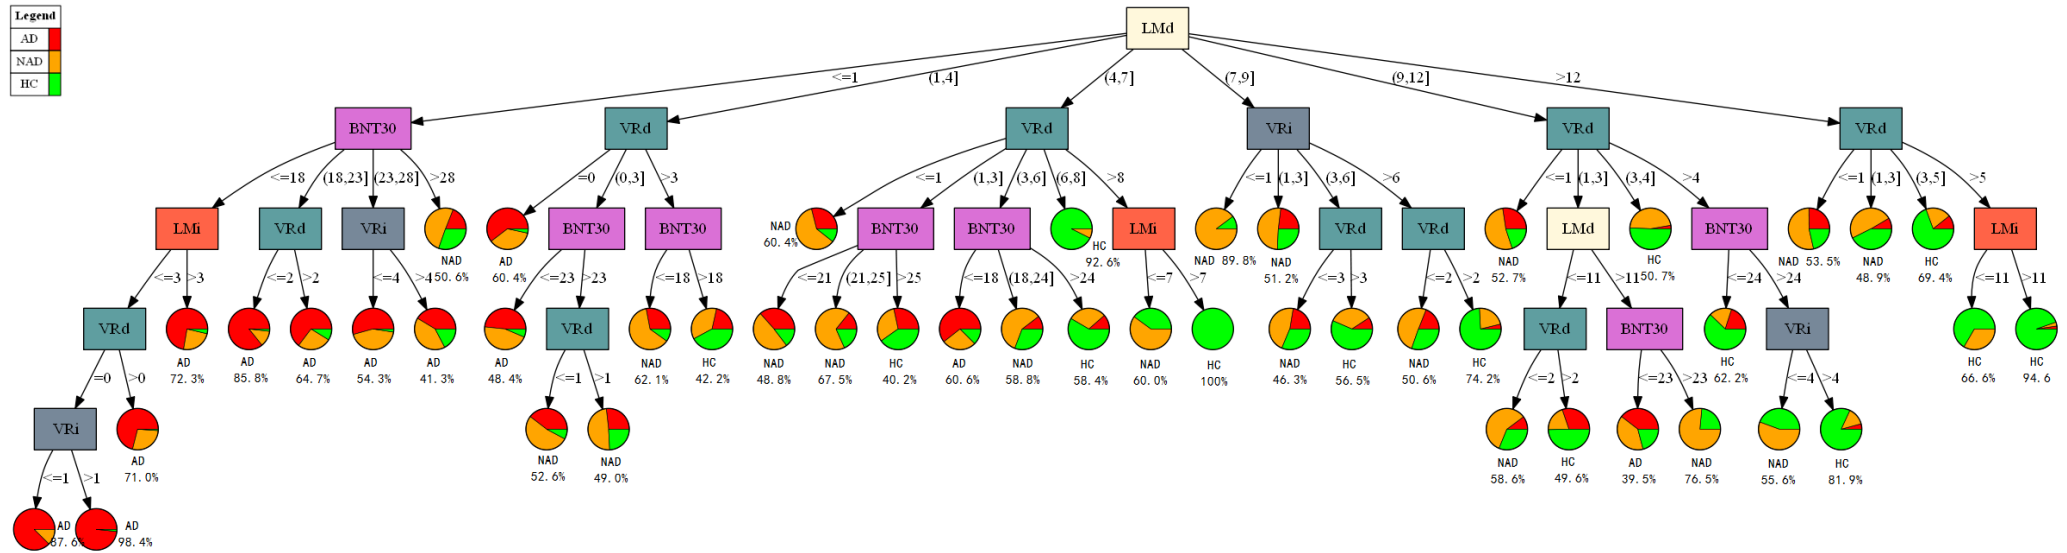 Legend
AD
NAD
HC
LMd
<=1
(1,4]
(4,7]
(7,9]
(9,12]
>12
BNT30
VRd
VRd
VRi
VRd
VRd
<=18
(18,23]
(23,28]
>28
=0
(0,3]
>3
<=1
(1,3]
(3,6]
(6,8]
>8
<=1
(1,3]
(3,6]
>6
<=1
(1,3]
(3,4]
>4
<=1
(1,3]
(3,5]
>5
LMi
VRd
VRi
NAD
50.6%
AD
60.4%
BNT30
BNT30
NAD
60.4%
BNT30
BNT30
HC
92.6%
LMi
NAD 89.8%
NAD
51.2%
VRd
VRd
NAD
52.7%
LMd
HC
50.7%
BNT30
NAD 53.5%
NAD
48.9%
HC
69.4%
LMi
<=3
>3
<=2
>2
<=4
>4
<=23
>23
<=18
>18
<=21
(21,25]
>25
<=18
(18,24]
>24
<=7
>7
<=3
>3
<=2
>2
<=11
>11
<=24
>24
<=11
>11
VRd
AD
72.3%
AD
85.8%
AD
64.7%
AD
54.3%
AD
41.3%
AD
48.4%
VRd
NAD
62.1%
HC
42.2%
NAD
48.8%
NAD
67.5%
HC
40.2%
AD
60.6%
NAD
58.8%
HC
58.4%
NAD
60.0%
HC
100%
NAD
46.3%
HC
56.5%
NAD
50.6%
HC
74.2%
VRd
BNT30
HC
62.2%
VRi
HC
66.6%
HC
94.6
=0
>0
<=1
>1
<=2
>2
<=23
>23
<=4
>4
VRi
AD
71.0%
NAD
52.6%
NAD
49.0%
NAD
58.6%
HC
49.6%
AD
39.5%
NAD
76.5%
NAD
55.6%
HC
81.9%
<=1
>1
AD
87.6%
AD
98.4%